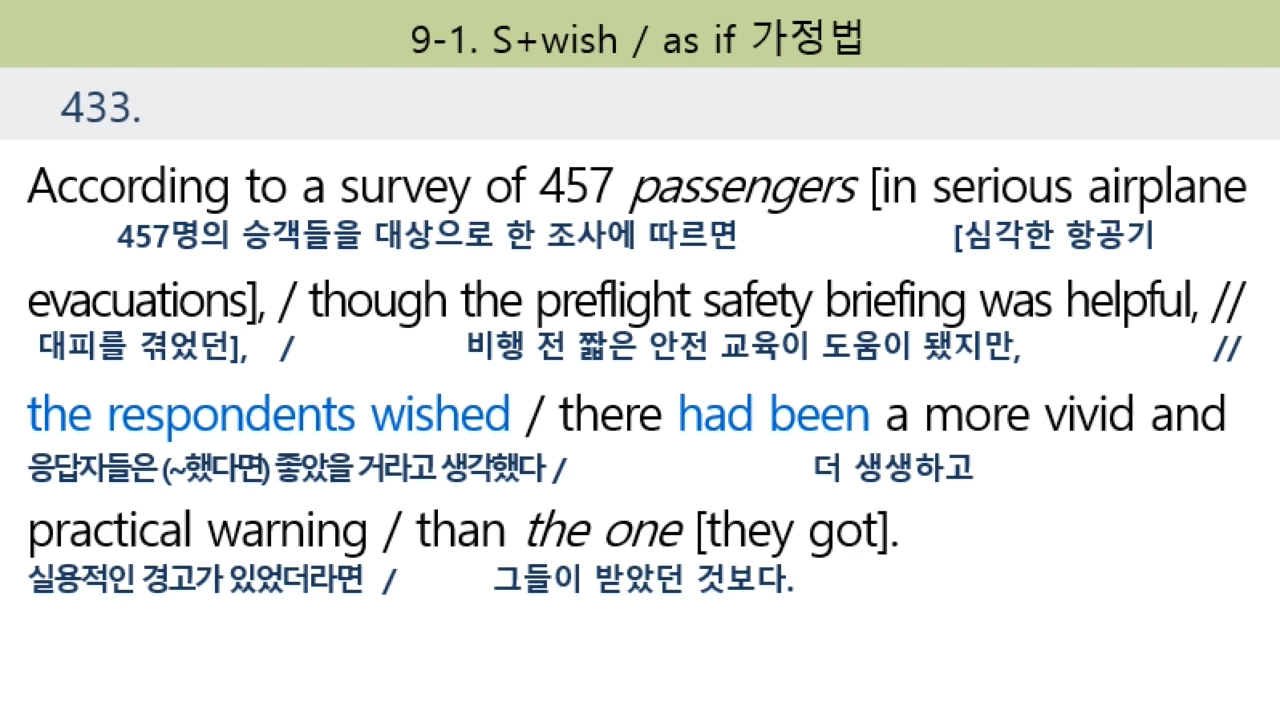 9-1. S+wish / as if 가정법
433.
According to a survey of 457 passengers [in serious airplane
457명의 승객들을 대상으로 한 조사에 따르면 [심각한 항공기
evacuations], / though the preflight safety briefing was helpful, //
대피를 겪었던], / 비행 전 짧은 안전 교육이 도움이 됐지만, //
the respondents wished / there had been a more vivid and
응답자들은 (~했다면) 좋았을 거라고 생각했다 / 더 생생하고
practical warning / than the one [they got].
실용적인 경고가 있었더라면 / 그들이 받았던 것보다.